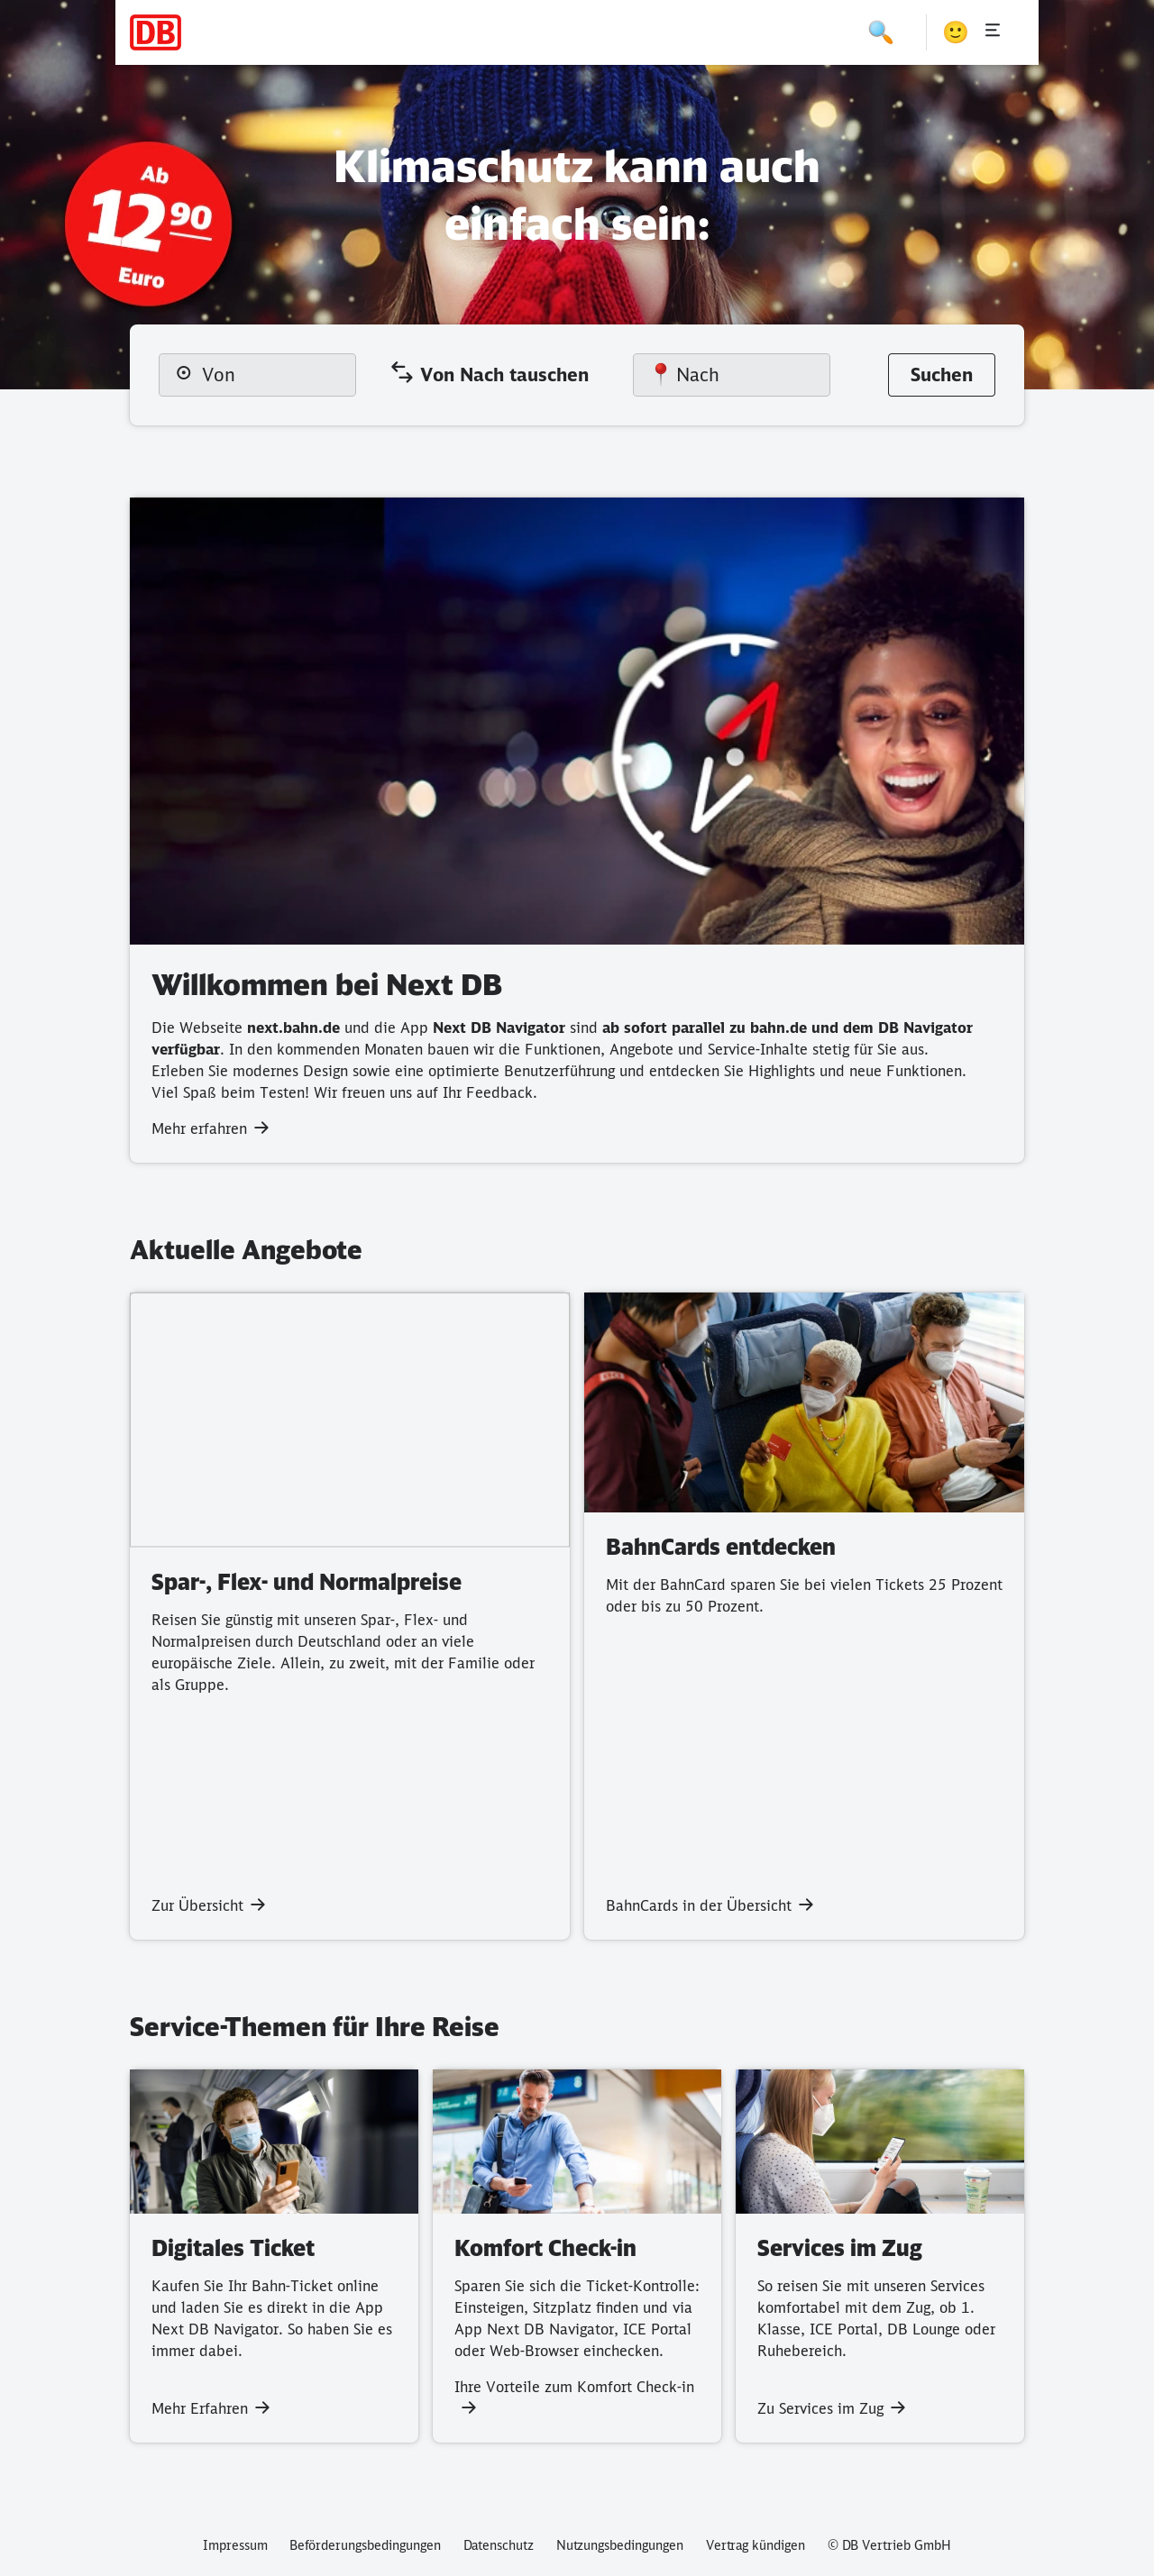 DB
Klimaschutz kann auch
einfach sein:
Ab
12 90
Euro
Von
Von Nach tauschen
Nach
Suchen
Willkommen bei Next DB
Die Webseite next.bahn.de und die App Next DB Navigator sind ab sofort parallel zu bahn.de und dem DB Navigator
verfügbar. In den kommenden Monaten bauen wir die Funktionen, Angebote und Service-Inhalte stetig für Sie aus.
Erleben Sie modernes Design sowie eine optimierte Benutzerführung und entdecken Sie Highlights und neue Funktionen.
Viel Spaß beim Testen! Wir freuen uns auf Ihr Feedback.
Mehr erfahren →
Aktuelle Angebote
Spar-, Flex- und Normalpreise
Reisen Sie günstig mit unseren Spar-, Flex- und
Normalpreisen durch Deutschland oder an viele
europäische Ziele. Allein, zu zweit, mit der Familie oder
als Gruppe.
Zur Übersicht →
BahnCards entdecken
Mit der BahnCard sparen Sie bei vielen Tickets 25 Prozent
oder bis zu 50 Prozent.
BahnCards in der Übersicht →
Service-Themen für Ihre Reise
Digitales Ticket
Kaufen Sie Ihr Bahn-Ticket online
und laden Sie es direkt in die App
Next DB Navigator. So haben Sie es
immer dabei.
Mehr Erfahren →
Komfort Check-in
Sparen Sie sich die Ticket-Kontrolle:
Einsteigen, Sitzplatz finden und via
App Next DB Navigator, ICE Portal
oder Web-Browser einchecken.
Ihre Vorteile zum Komfort Check-in
→
Services im Zug
So reisen Sie mit unseren Services
komfortabel mit dem Zug, ob 1.
Klasse, ICE Portal, DB Lounge oder
Ruhebereich.
Zu Services im Zug →
Impressum Beförderungsbedingungen Datenschutz Nutzungsbedingungen Vertrag kündigen © DB Vertrieb GmbH